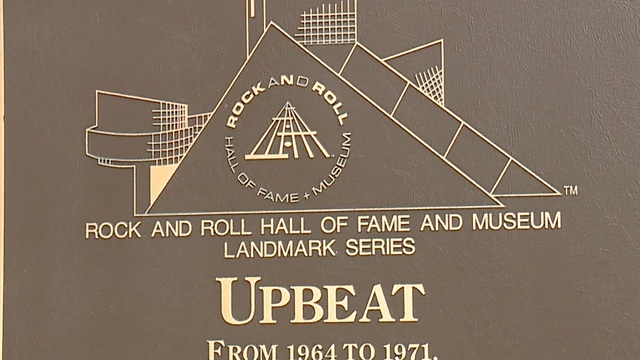 ROCK AND ROLL
HALL OF FAME + MUSEUM
TM
ROCK AND ROLL HALL OF FAME AND MUSEUM
LANDMARK SERIES
UPBEAT
FROM 1964 TO 1971,